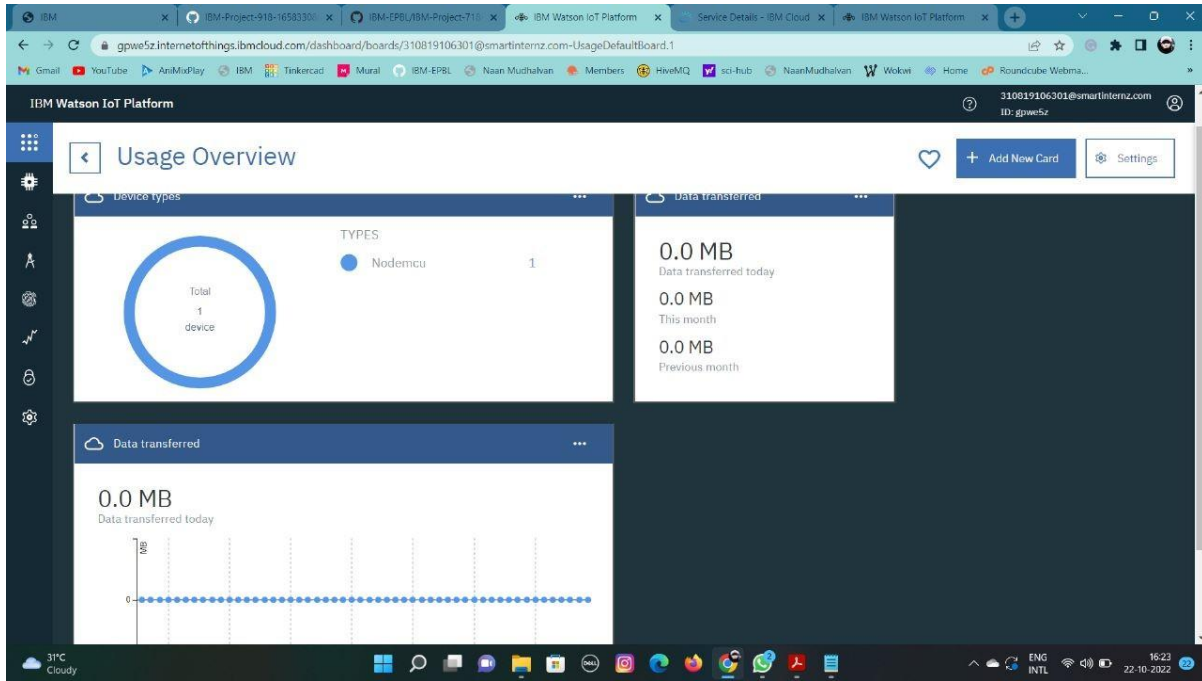 IBM
IBM-Project-918-16583308
IBM-EPBL/IBM-Project-718
IBM Watson IoT Platform
Service Details - IBM Cloud
IBM Watson IoT Platform
gpwe5z.internetofthings.ibmcloud.com/dashboard/boards/310819106301@smartinternz.com-UsageDefaultBoard.1
Gmail YouTube AniMixPlay IBM Tinkercad Mural IBM-EPBL Naan Mudhalvan Members HiveMQ sci-hub NaanMudhalvan Wokwi Home Roundcube Webma... »
IBM Watson IoT Platform
310819106301@smartinternz.com
ID: gpwe5z
Usage Overview
+ Add New Card
Settings
Device types
Data transferred
TYPES
Nodemcu 1
Total
1
device
0.0 MB
Data transferred today
0.0 MB
This month
0.0 MB
Previous month
Data transferred
0.0 MB
Data transferred today
MB
0
31°C
Cloudy
DELL
ENG
INTL
16:23
22-10-2022
22